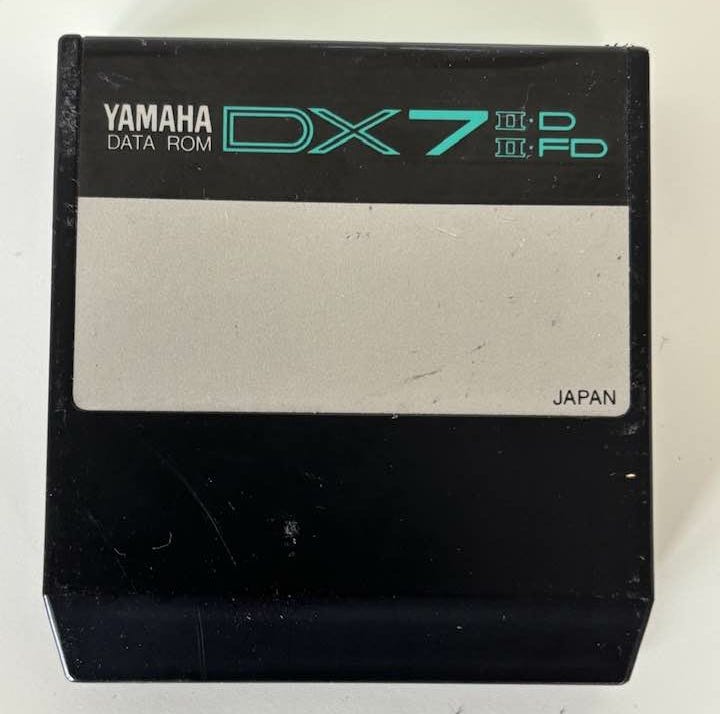 YAMAHA DX7 II·D
DATA ROM II·FD
JAPAN